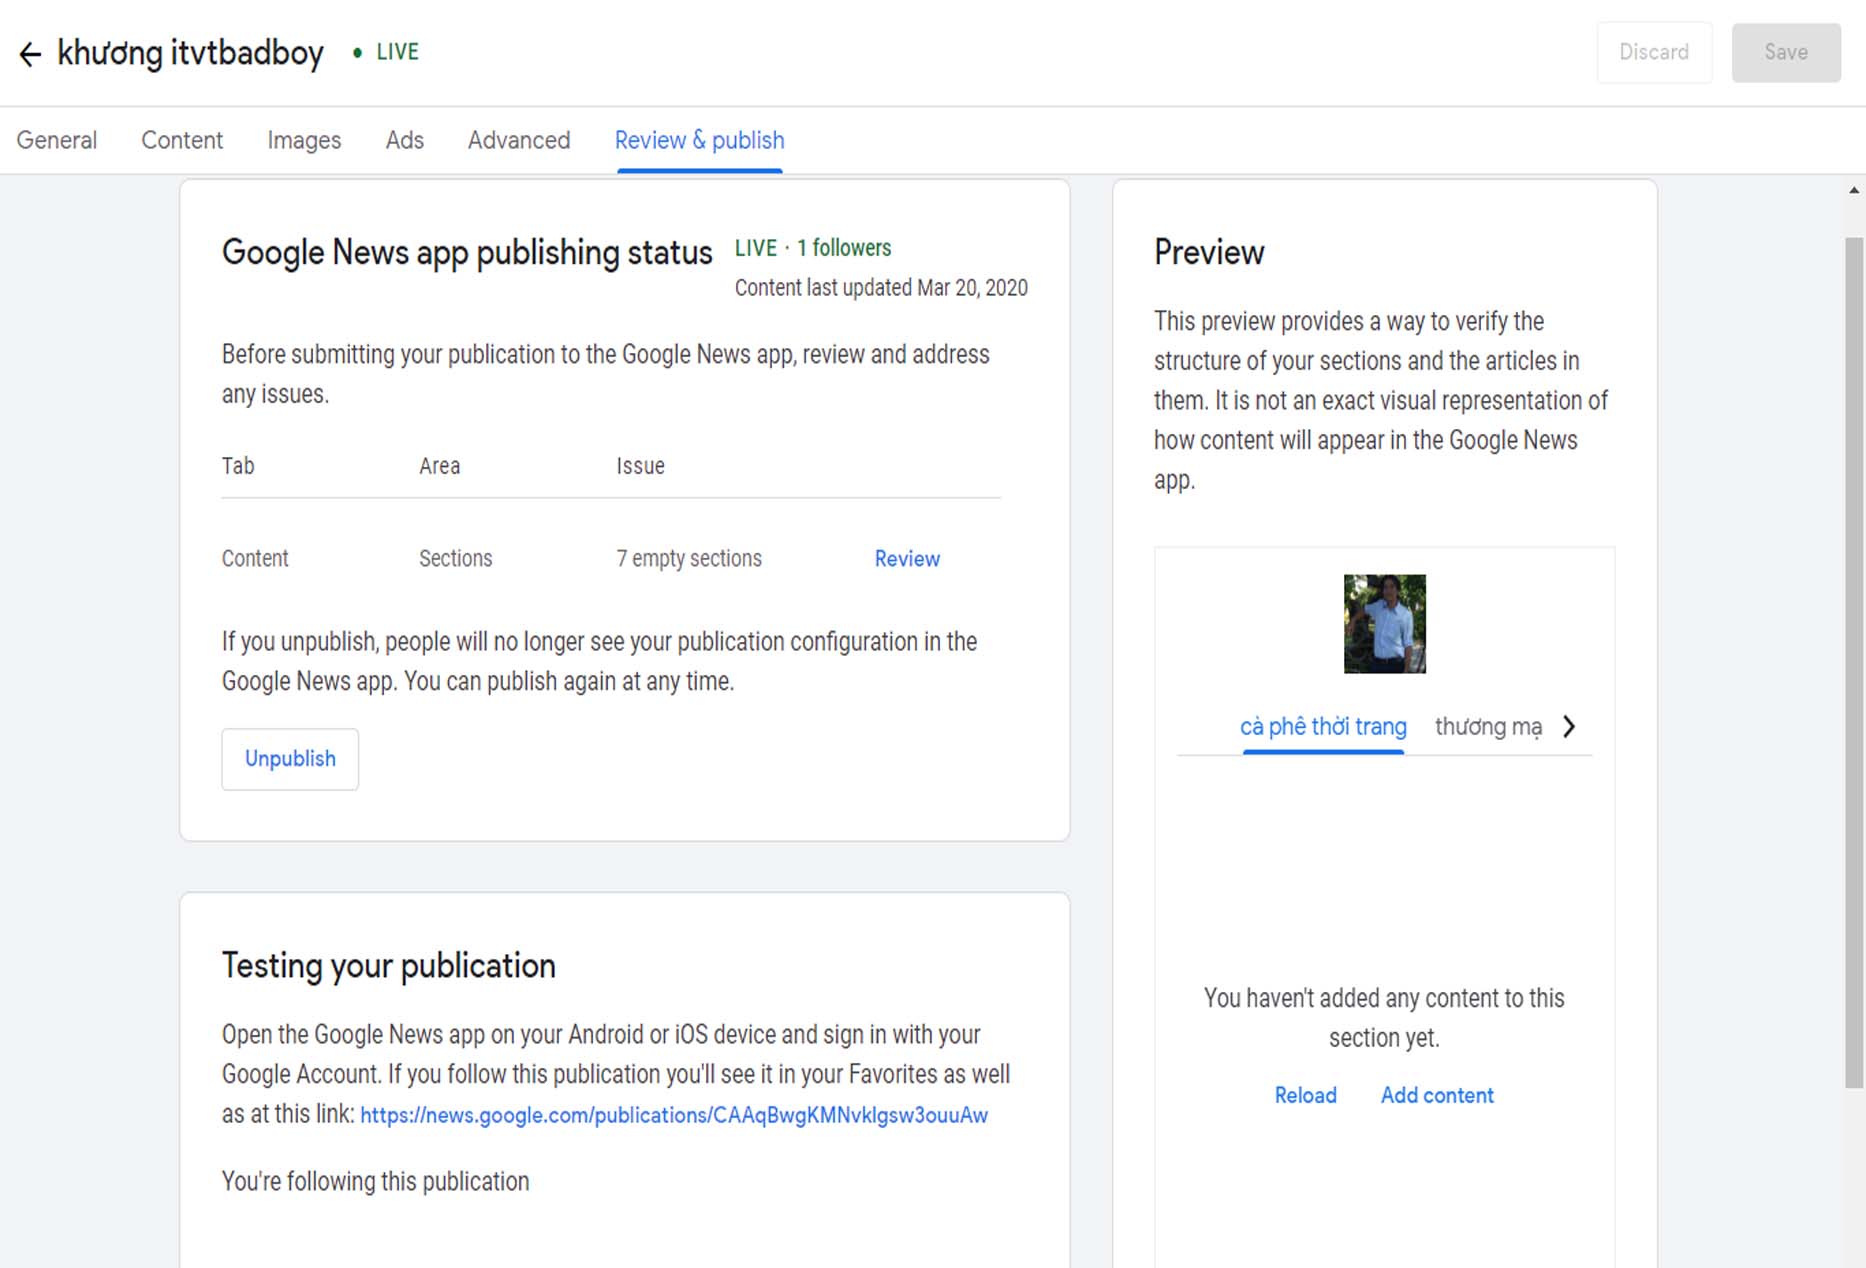 khương itvtbadboy • LIVE
Discard Save
General Content Images Ads Advanced Review & publish
Google News app publishing status LIVE · 1 followers
Content last updated Mar 20, 2020
Before submitting your publication to the Google News app, review and address
any issues.
Tab Area Issue
Content Sections 7 empty sections Review
If you unpublish, people will no longer see your publication configuration in the
Google News app. You can publish again at any time.
Unpublish
Testing your publication
Open the Google News app on your Android or iOS device and sign in with your
Google Account. If you follow this publication you'll see it in your Favorites as well
as at this link: https://news.google.com/publications/CAAqBwgKMNvklgsw3ouuAw
You're following this publication
Preview
This preview provides a way to verify the
structure of your sections and the articles in
them. It is not an exact visual representation of
how content will appear in the Google News
app.
cà phê thời trang thương mạ
You haven't added any content to this
section yet.
Reload Add content